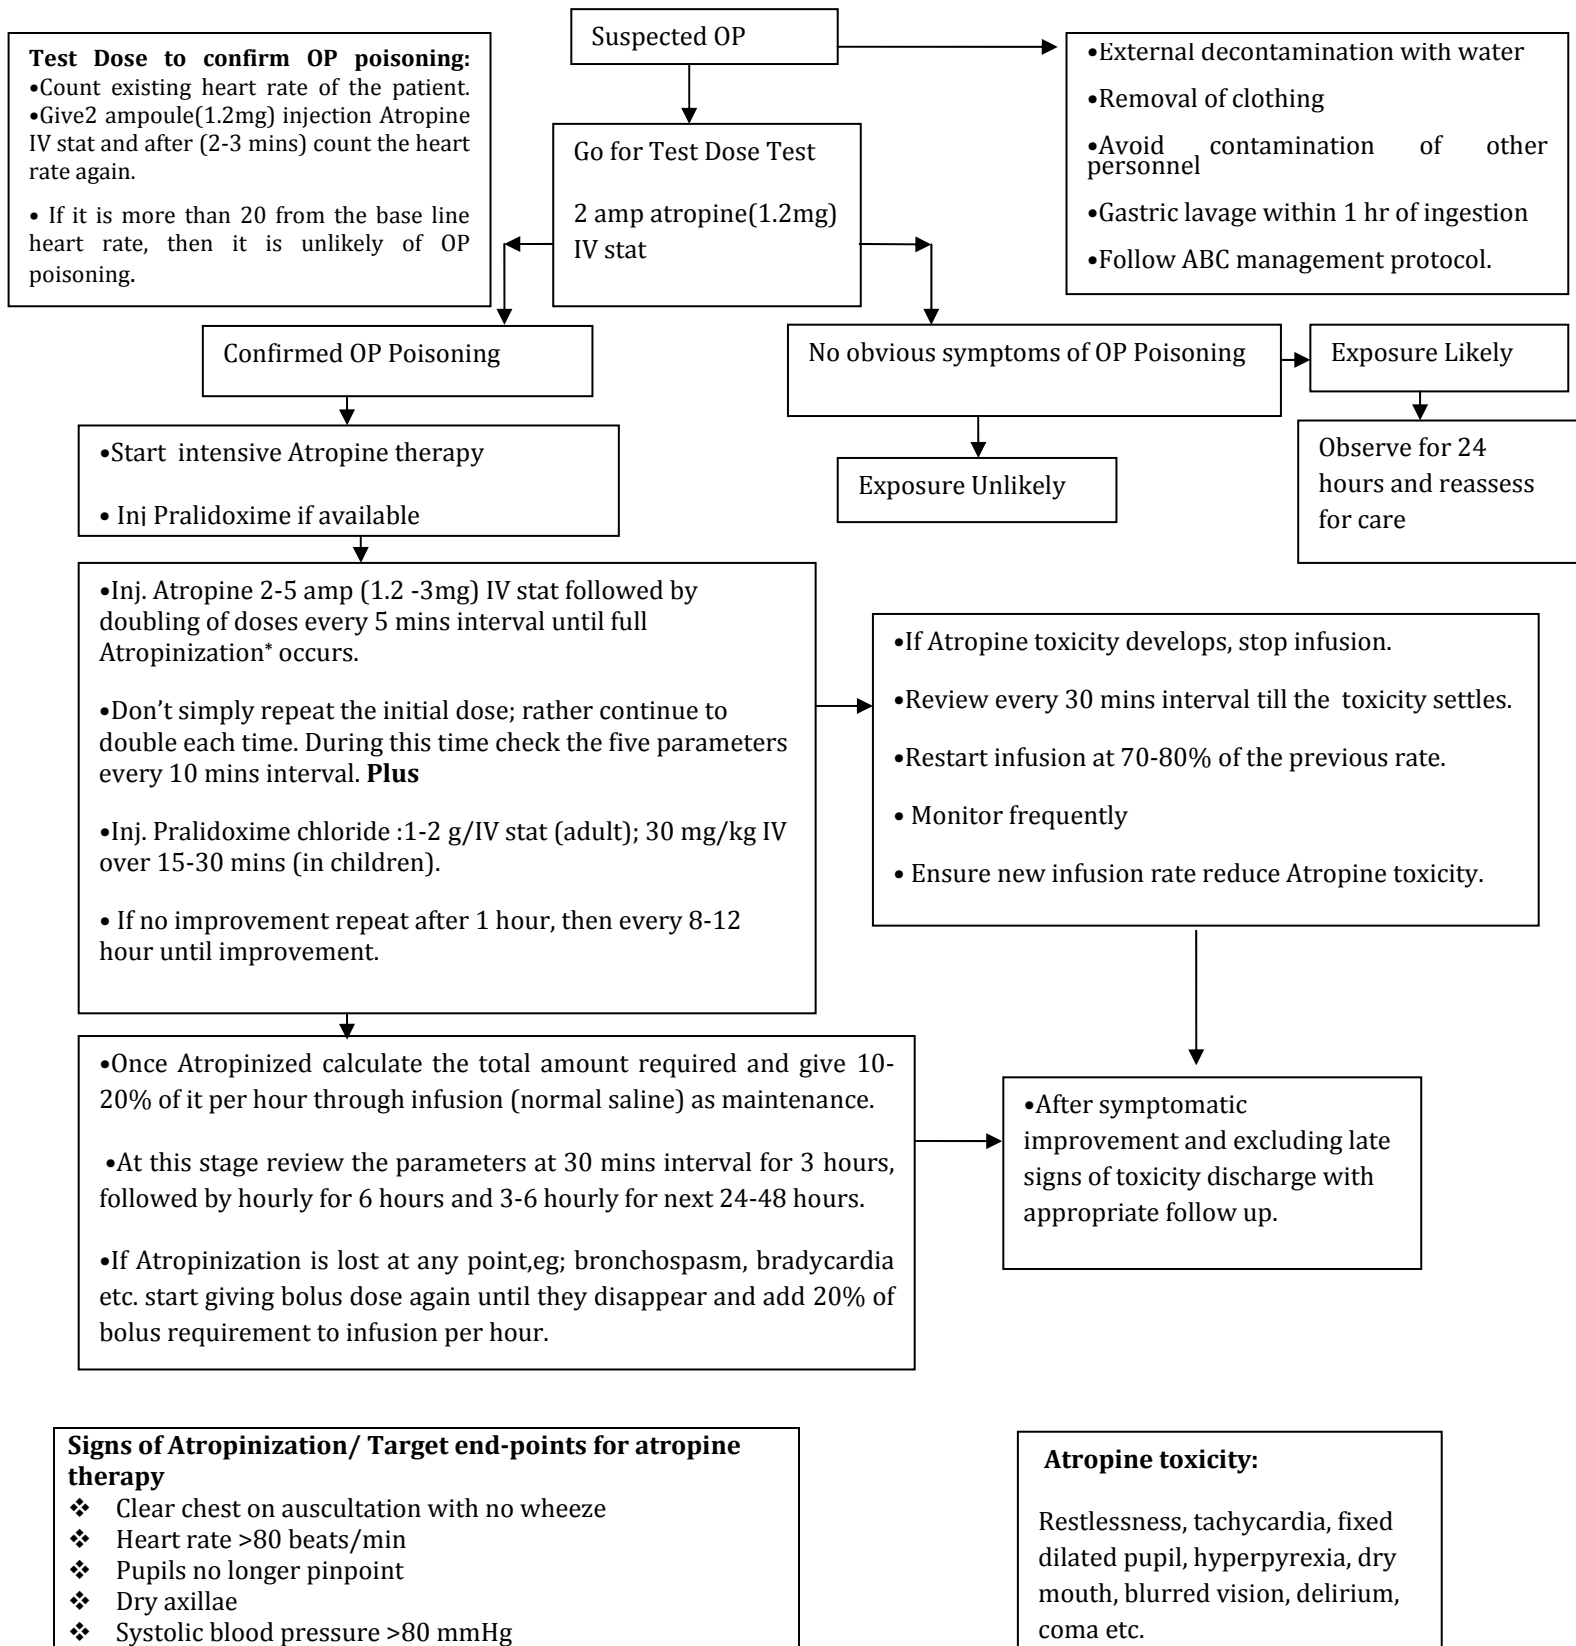 Suspected OP
Test Dose to confirm OP poisoning:
•Count existing heart rate of the patient.
•Give2 ampoule(1.2mg) injection Atropine
IV stat and after (2-3 mins) count the heart
rate again.
• If it is more than 20 from the base line
heart rate, then it is unlikely of OP
poisoning.
•External decontamination with water
•Removal of clothing
•Avoid contamination of other
personnel
•Gastric lavage within 1 hr of ingestion
•Follow ABC management protocol.
Go for Test Dose Test
2 amp atropine(1.2mg)
IV stat
Confirmed OP Poisoning
No obvious symptoms of OP Poisoning
Exposure Likely
•Start intensive Atropine therapy
• Inj Pralidoxime if available
Exposure Unlikely
Observe for 24
hours and reassess
for care
•Inj. Atropine 2-5 amp (1.2 -3mg) IV stat followed by
doubling of doses every 5 mins interval until full
Atropinization* occurs.
•Don’t simply repeat the initial dose; rather continue to
double each time. During this time check the five parameters
every 10 mins interval. Plus
•Inj. Pralidoxime chloride :1-2 g/IV stat (adult); 30 mg/kg IV
over 15-30 mins (in children).
• If no improvement repeat after 1 hour, then every 8-12
hour until improvement.
•If Atropine toxicity develops, stop infusion.
•Review every 30 mins interval till the toxicity settles.
•Restart infusion at 70-80% of the previous rate.
• Monitor frequently
• Ensure new infusion rate reduce Atropine toxicity.
•Once Atropinized calculate the total amount required and give 10-
20% of it per hour through infusion (normal saline) as maintenance.
•At this stage review the parameters at 30 mins interval for 3 hours,
followed by hourly for 6 hours and 3-6 hourly for next 24-48 hours.
•If Atropinization is lost at any point,eg; bronchospasm, bradycardia
etc. start giving bolus dose again until they disappear and add 20% of
bolus requirement to infusion per hour.
•After symptomatic
improvement and excluding late
signs of toxicity discharge with
appropriate follow up.
Signs of Atropinization/ Target end-points for atropine
therapy
❖ Clear chest on auscultation with no wheeze
❖ Heart rate >80 beats/min
❖ Pupils no longer pinpoint
❖ Dry axillae
❖ Systolic blood pressure >80 mmHg
Atropine toxicity:
Restlessness, tachycardia, fixed
dilated pupil, hyperpyrexia, dry
mouth, blurred vision, delirium,
coma etc.